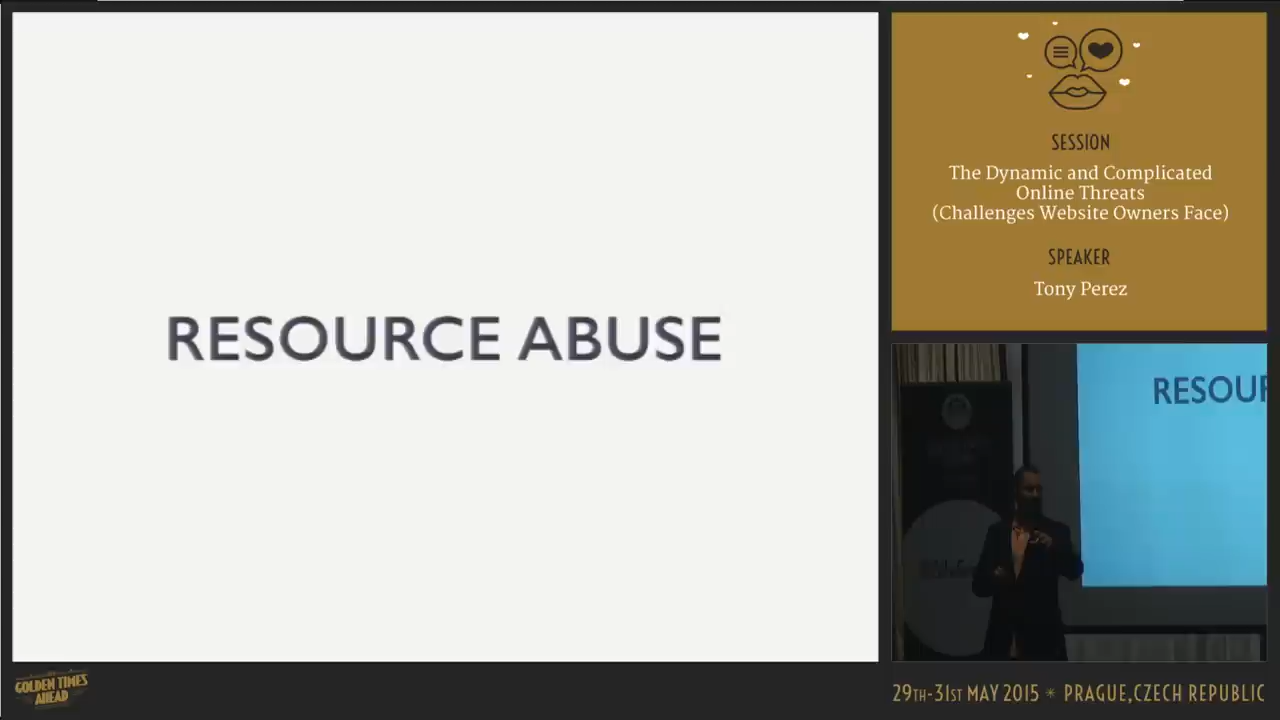 RESOURCE ABUSE
SESSION
The Dynamic and Complicated
Online Threats
(Challenges Website Owners Face)
SPEAKER
Tony Perez
RESOU
GOLDEN TIMES
AHEAD
29TH-31ST MAY 2015 * PRAGUE,CZECH REPUBLIC